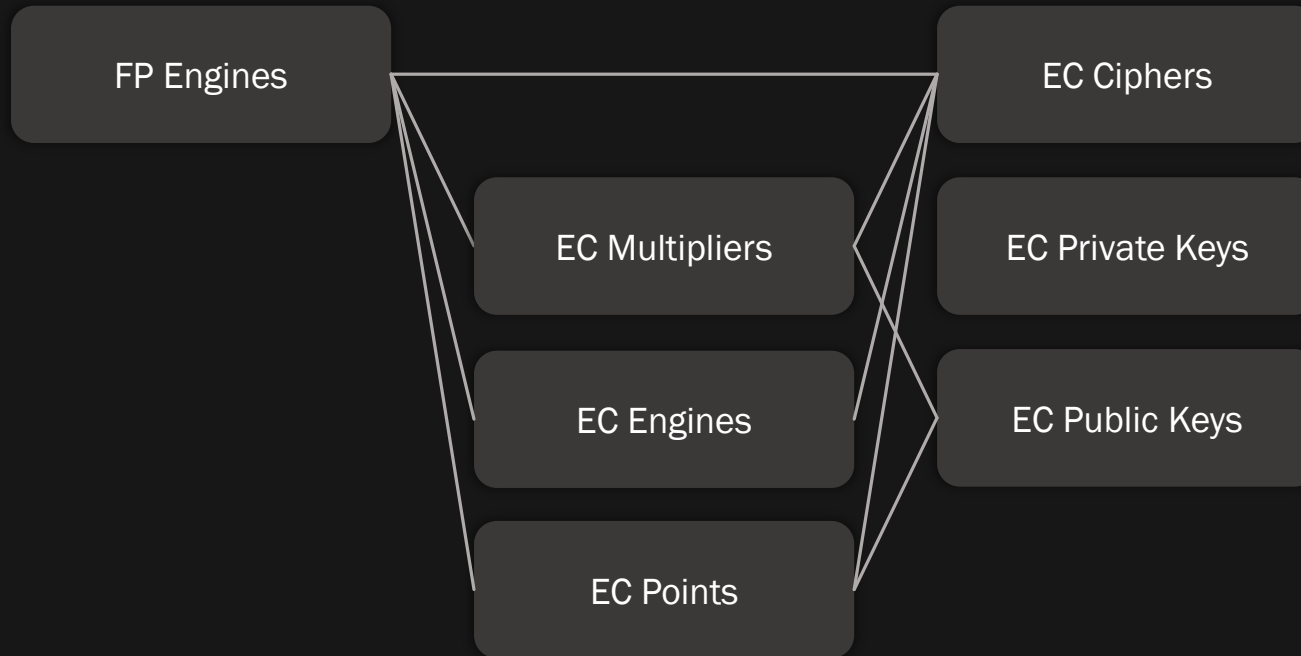 FP Engines
EC Ciphers
EC Multipliers
EC Private Keys
EC Engines
EC Public Keys
EC Points